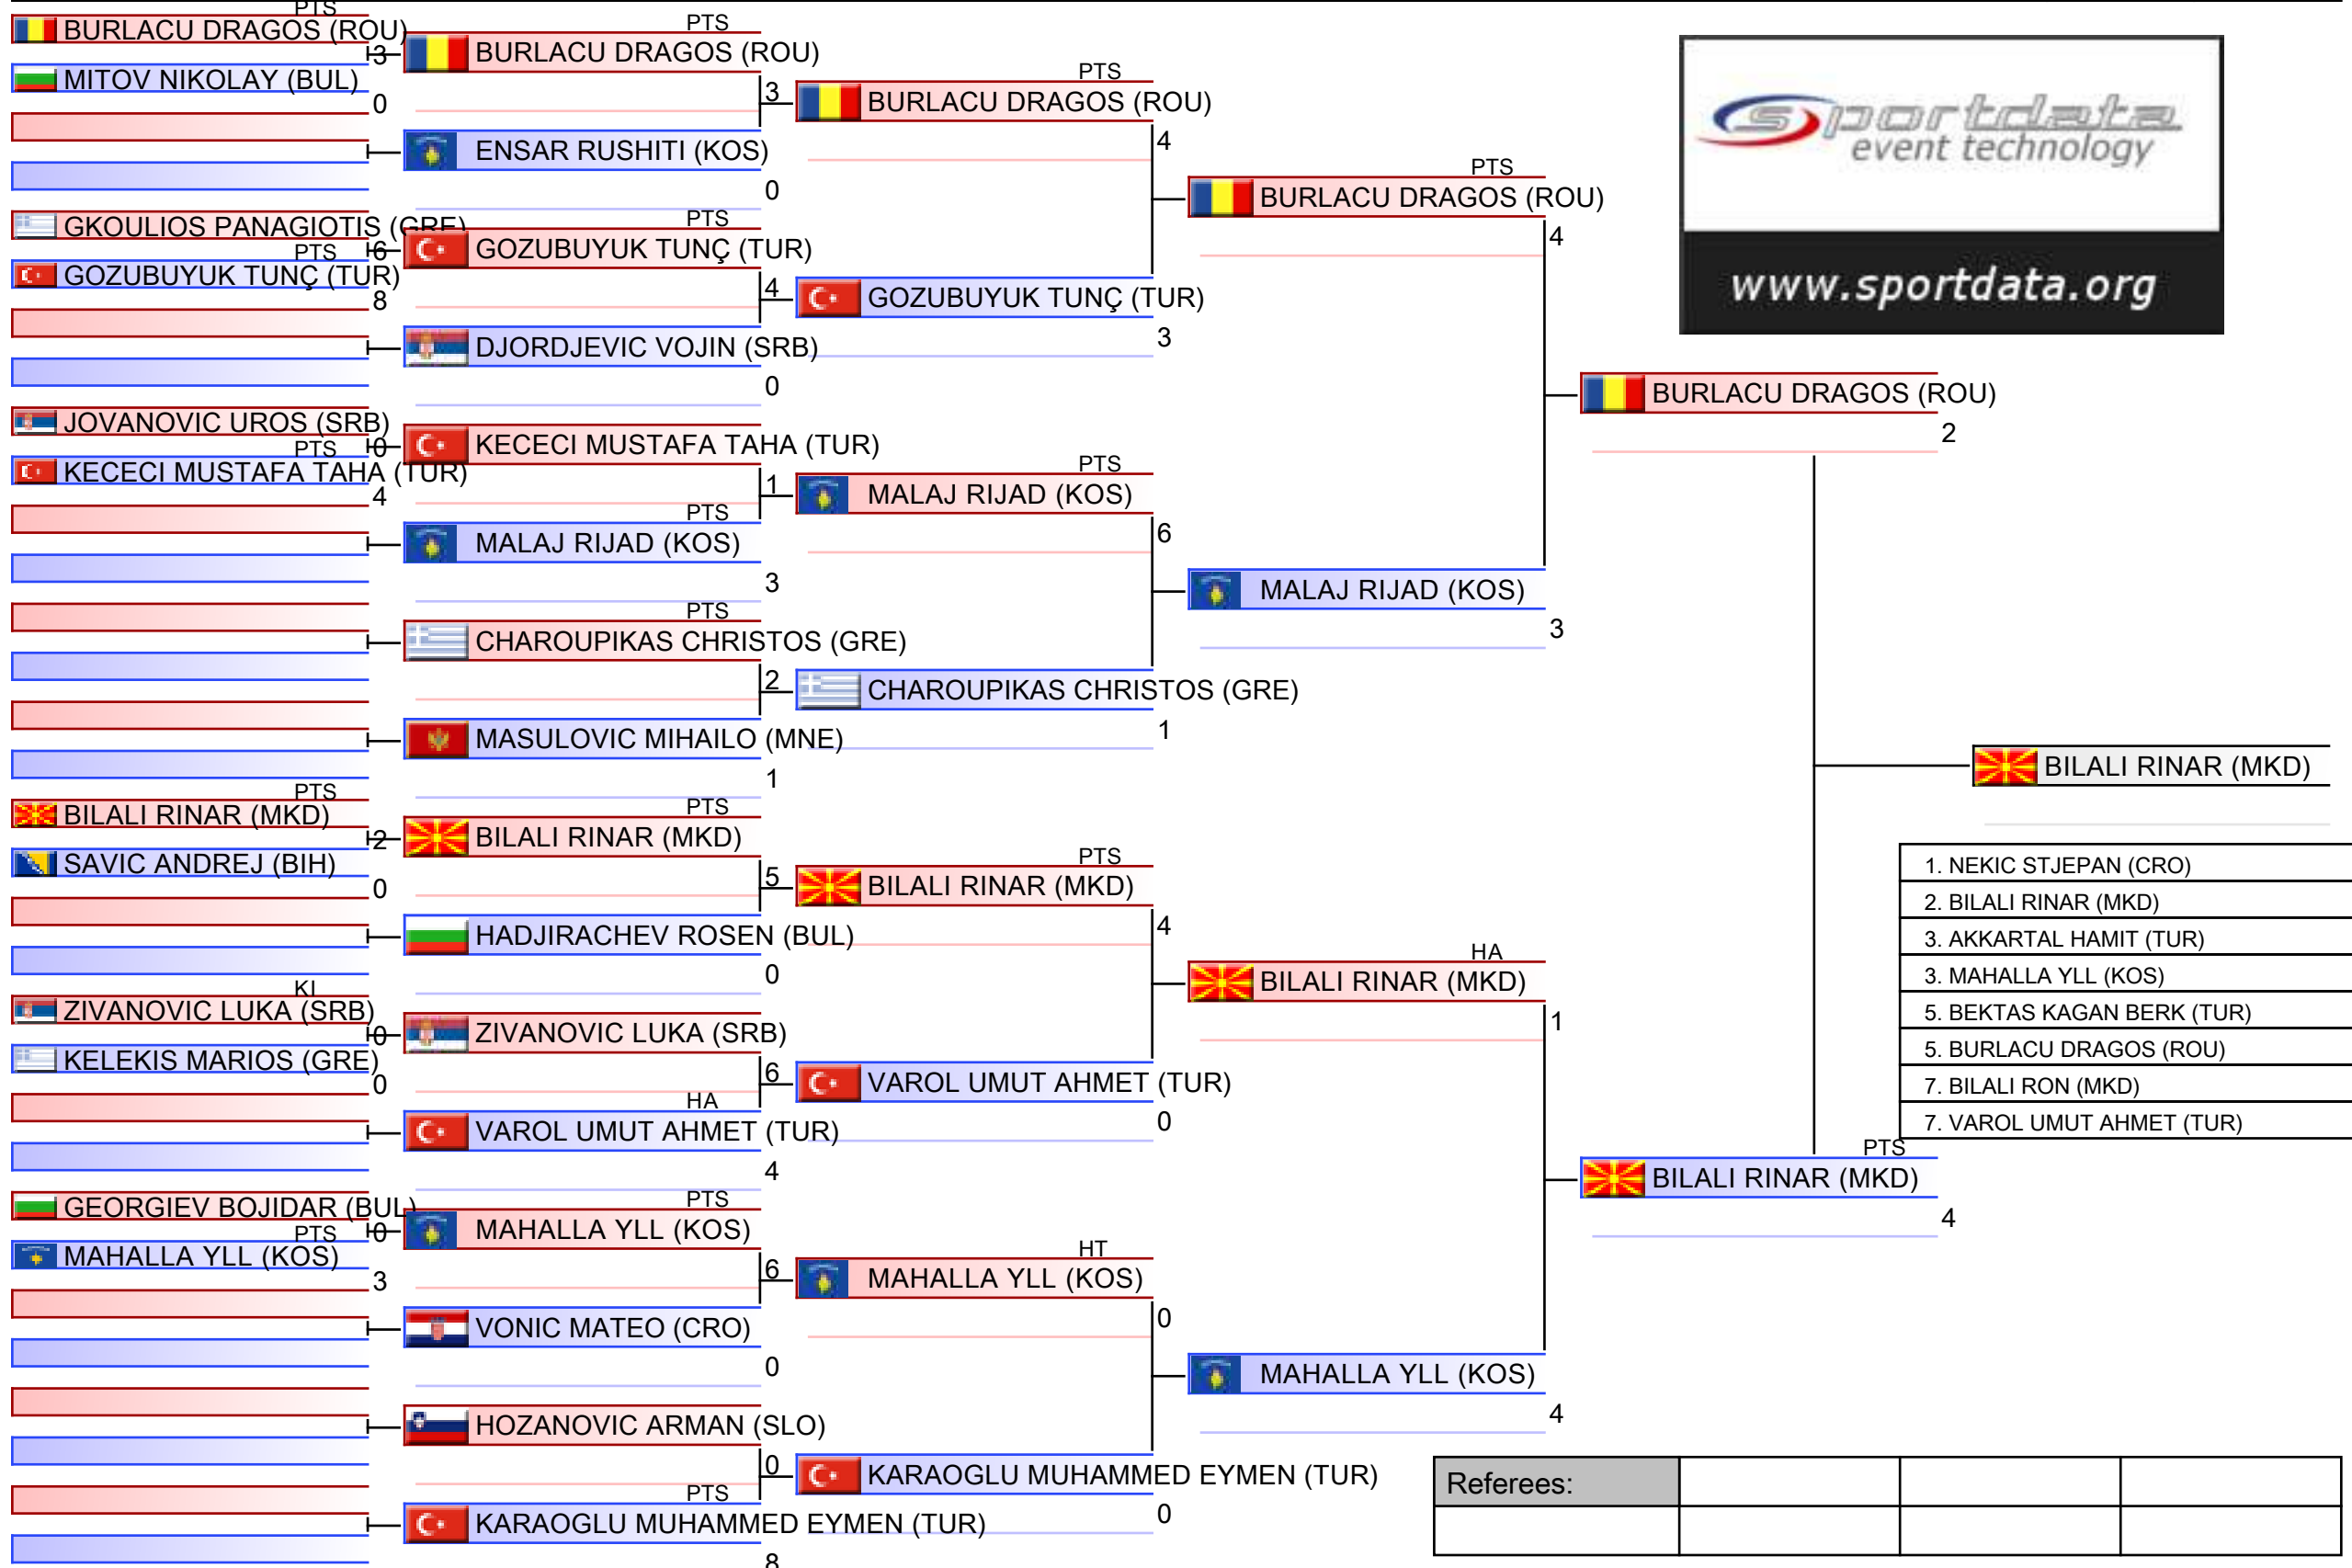 PTS
BURLACU DRAGOS (ROU)
3
MITOV NIKOLAY (BUL)
0
GKOULIOS PANAGIOTIS (GRE)
6
PTS
GOZUBUYUK TUNÇ (TUR)
8
JOVANOVIC UROS (SRB)
0
PTS
KECECI MUSTAFA TAHA (TUR)
4
PTS
BILALI RINAR (MKD)
2
SAVIC ANDREJ (BIH)
0
KI
ZIVANOVIC LUKA (SRB)
0
KELEKIS MARIOS (GRE)
0
GEORGIEV BOJIDAR (BUL)
0
PTS
MAHALLA YLL (KOS)
3
PTS
BURLACU DRAGOS (ROU)
3
ENSAR RUSHITI (KOS)
0
PTS
GOZUBUYUK TUNÇ (TUR)
4
DJORDJEVIC VOJIN (SRB)
0
KECECI MUSTAFA TAHA (TUR)
1
PTS
MALAJ RIJAD (KOS)
3
PTS
CHAROUPIKAS CHRISTOS (GRE)
2
MASULOVIC MIHAILO (MNE)
1
PTS
BILALI RINAR (MKD)
5
HADJIRACHEV ROSEN (BUL)
0
ZIVANOVIC LUKA (SRB)
6
HA
VAROL UMUT AHMET (TUR)
4
PTS
MAHALLA YLL (KOS)
6
VONIC MATEO (CRO)
0
HOZANOVIC ARMAN (SLO)
0
PTS
KARAOGLU MUHAMMED EYMEN (TUR)
8
PTS
BURLACU DRAGOS (ROU)
4
GOZUBUYUK TUNÇ (TUR)
3
PTS
MALAJ RIJAD (KOS)
6
CHAROUPIKAS CHRISTOS (GRE)
1
PTS
BILALI RINAR (MKD)
4
VAROL UMUT AHMET (TUR)
0
HT
MAHALLA YLL (KOS)
0
KARAOGLU MUHAMMED EYMEN (TUR)
0
PTS
BURLACU DRAGOS (ROU)
4
MALAJ RIJAD (KOS)
3
HA
BILALI RINAR (MKD)
1
MAHALLA YLL (KOS)
4
BURLACU DRAGOS (ROU)
2
PTS
BILALI RINAR (MKD)
4
BILALI RINAR (MKD)
sportdata
event technology
www.sportdata.org
1. NEKIC STJEPAN (CRO)
2. BILALI RINAR (MKD)
3. AKKARTAL HAMIT (TUR)
3. MAHALLA YLL (KOS)
5. BEKTAS KAGAN BERK (TUR)
5. BURLACU DRAGOS (ROU)
7. BILALI RON (MKD)
7. VAROL UMUT AHMET (TUR)
Referees: